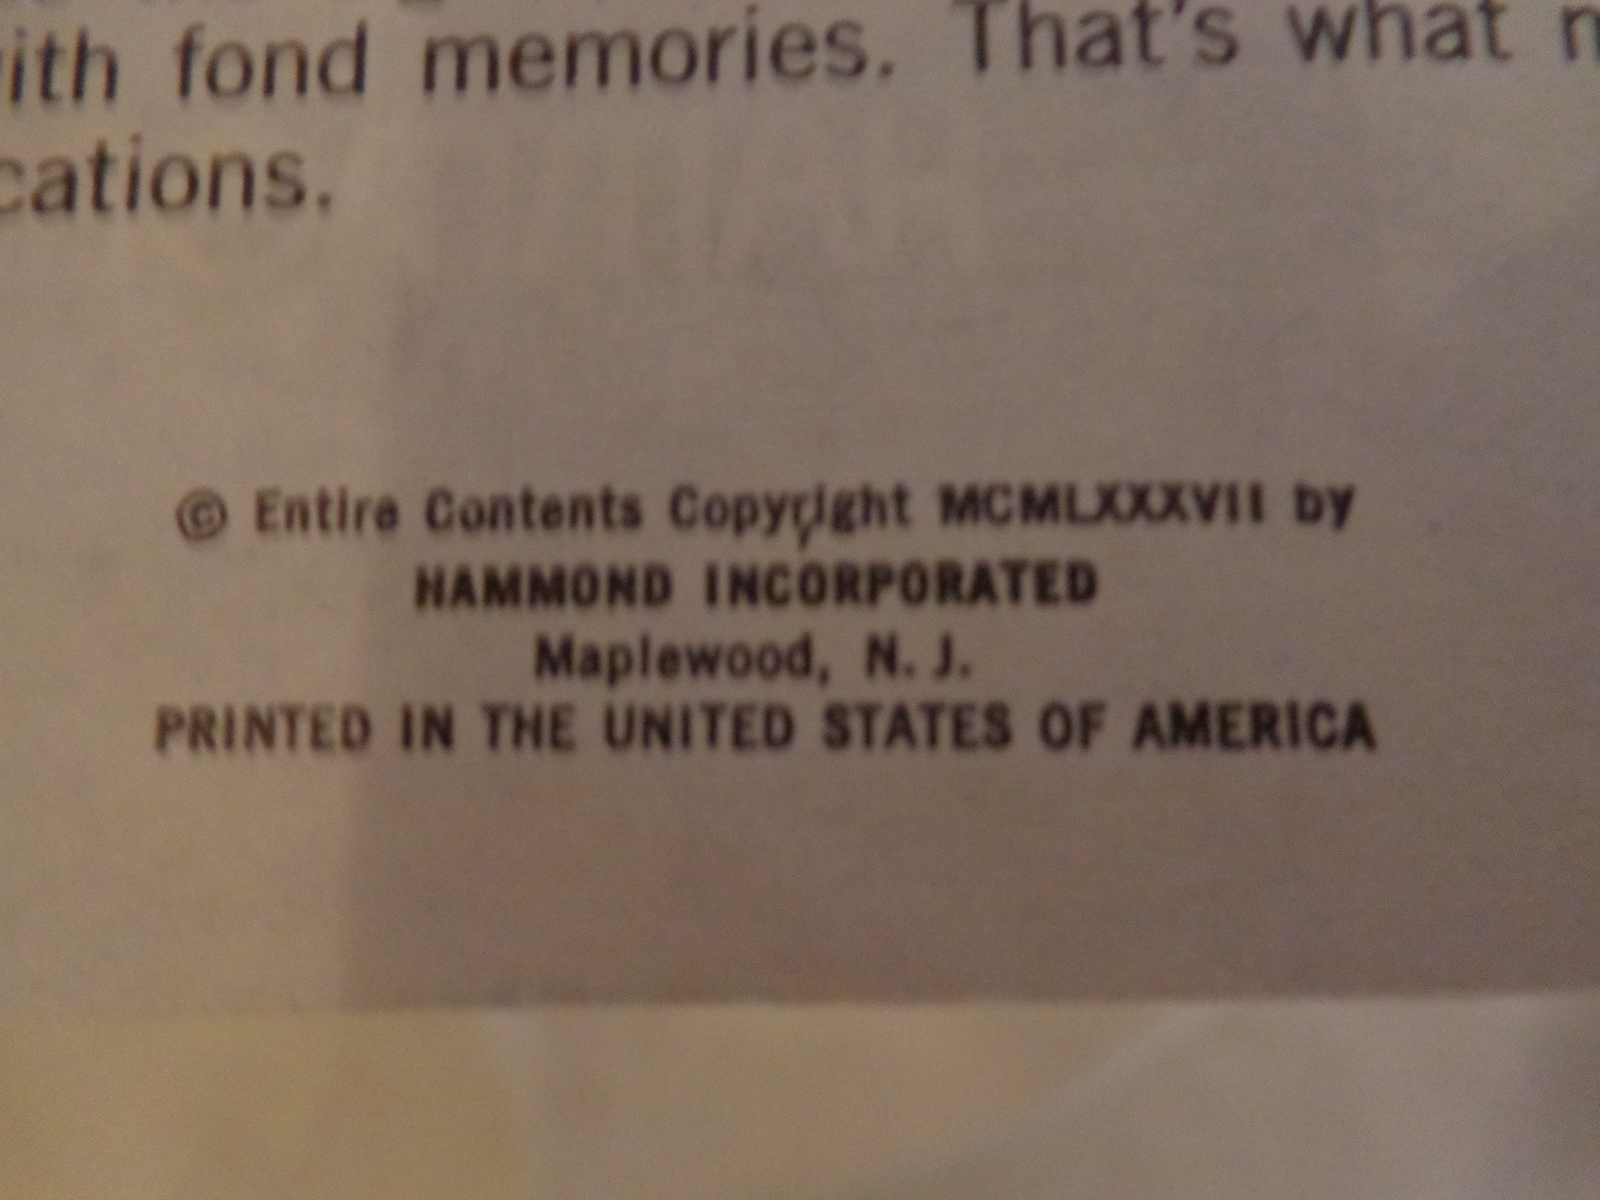 with fond memories. That's what
cations.
© Entire Contents Copyright MCMLXXXVII by
HAMMOND INCORPORATED
Maplewood, N. J.
PRINTED IN THE UNITED STATES OF AMERICA